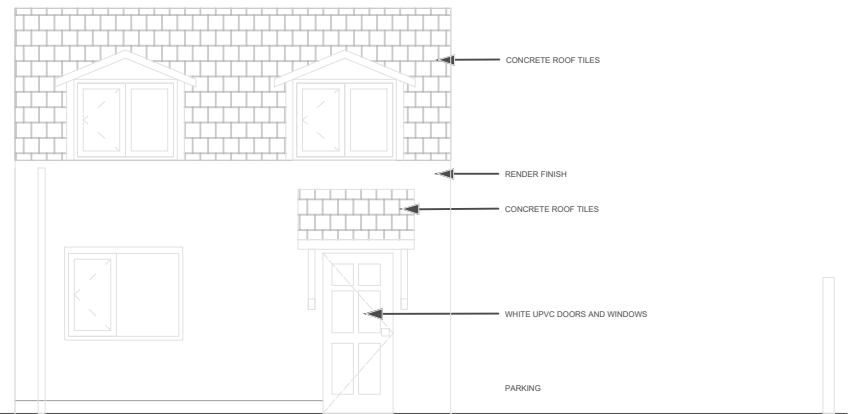 CONCRETE ROOF TILES
RENDER FINISH
CONCRETE ROOF TILES
WHITE UPVC DOORS AND WINDOWS
PARKING